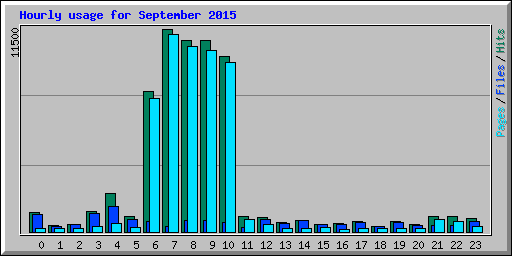 Hourly usage for September 2015
11500
Pages/Files/Hits
0 1 2 3 4 5 6 7 8 9 10 11 12 13 14 15 16 17 18 19 20 21 22 23